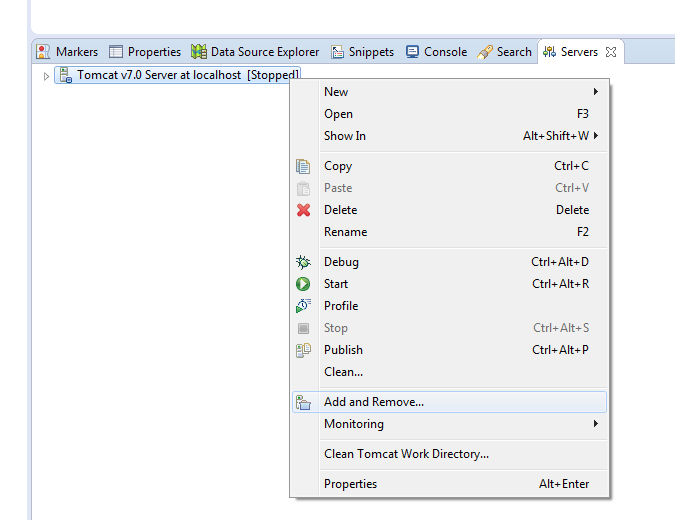 Markers Properties Data Source Explorer Snippets Console Search Servers
Tomcat v7.0 Server at localhost [Stopped]
New
Open F3
Show In Alt+Shift+W
Copy Ctrl+C
Paste Ctrl+V
Delete Delete
Rename F2
Debug Ctrl+Alt+D
Start Ctrl+Alt+R
Profile
Stop Ctrl+Alt+S
Publish Ctrl+Alt+P
Clean...
Add and Remove...
Monitoring
Clean Tomcat Work Directory...
Properties Alt+Enter